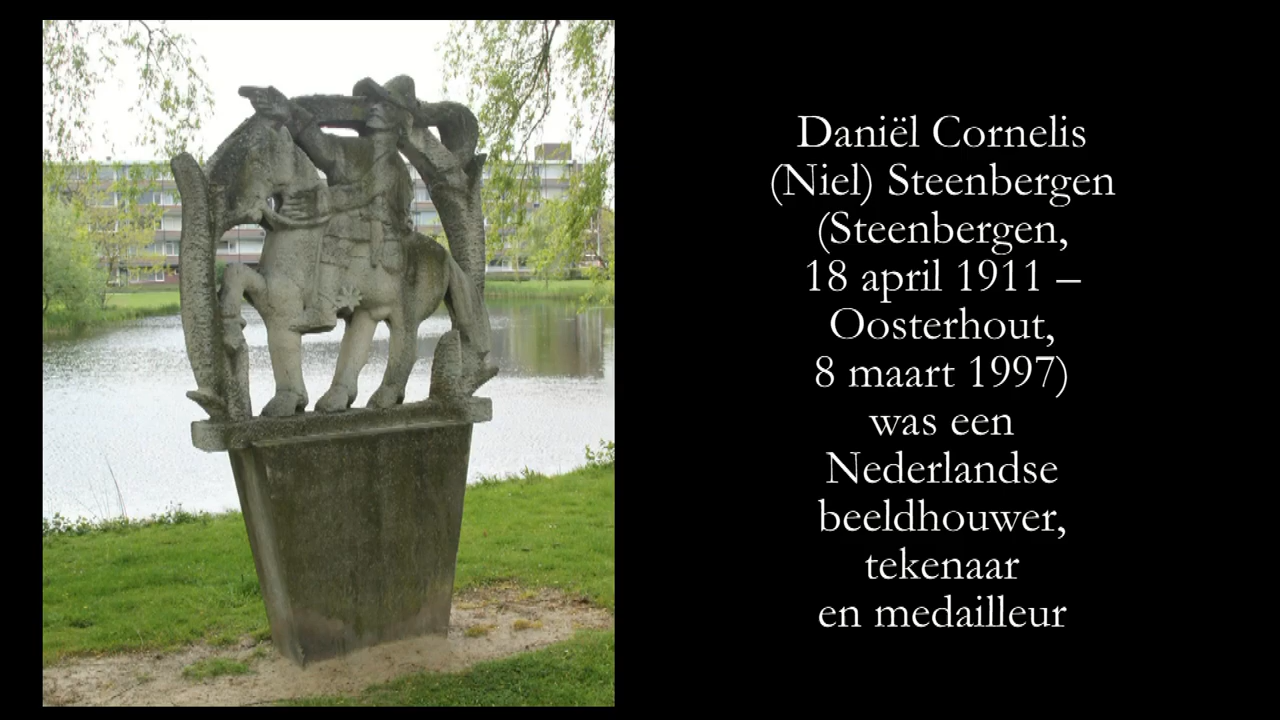 Daniël Cornelis
(Niel) Steenbergen
(Steenbergen,
18 april 1911 –
Oosterhout,
8 maart 1997)
was een
Nederlandse
beeldhouwer,
tekenaar
en medailleur